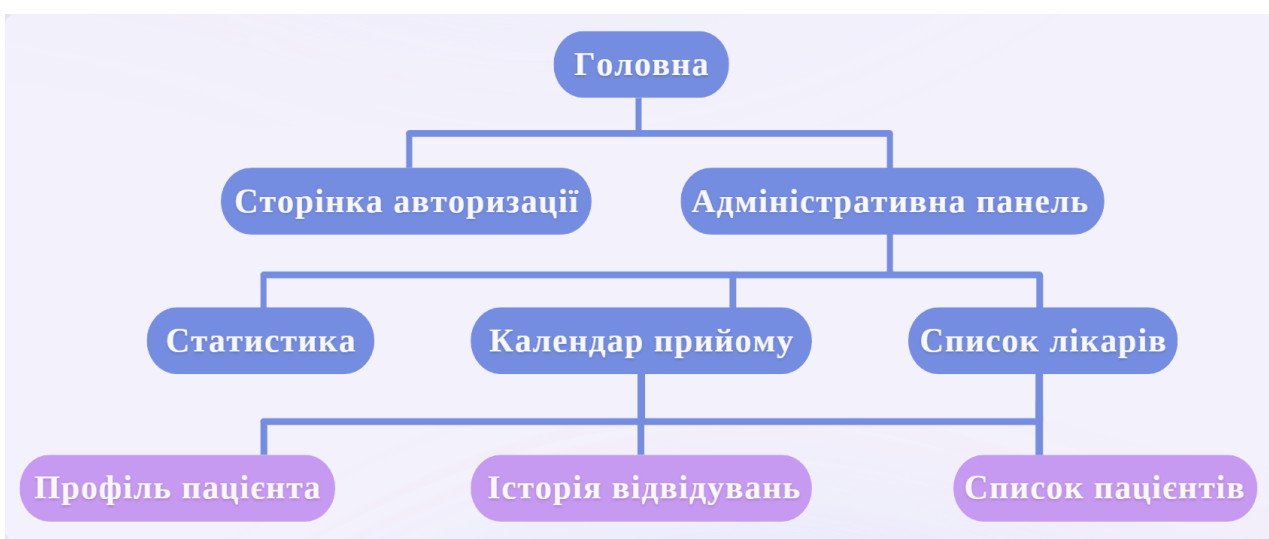 Головна
Сторінка авторизації
Адміністративна панель
Статистика
Календар прийому
Список лікарів
Профіль пацієнта
Історія відвідувань
Список пацієнтів